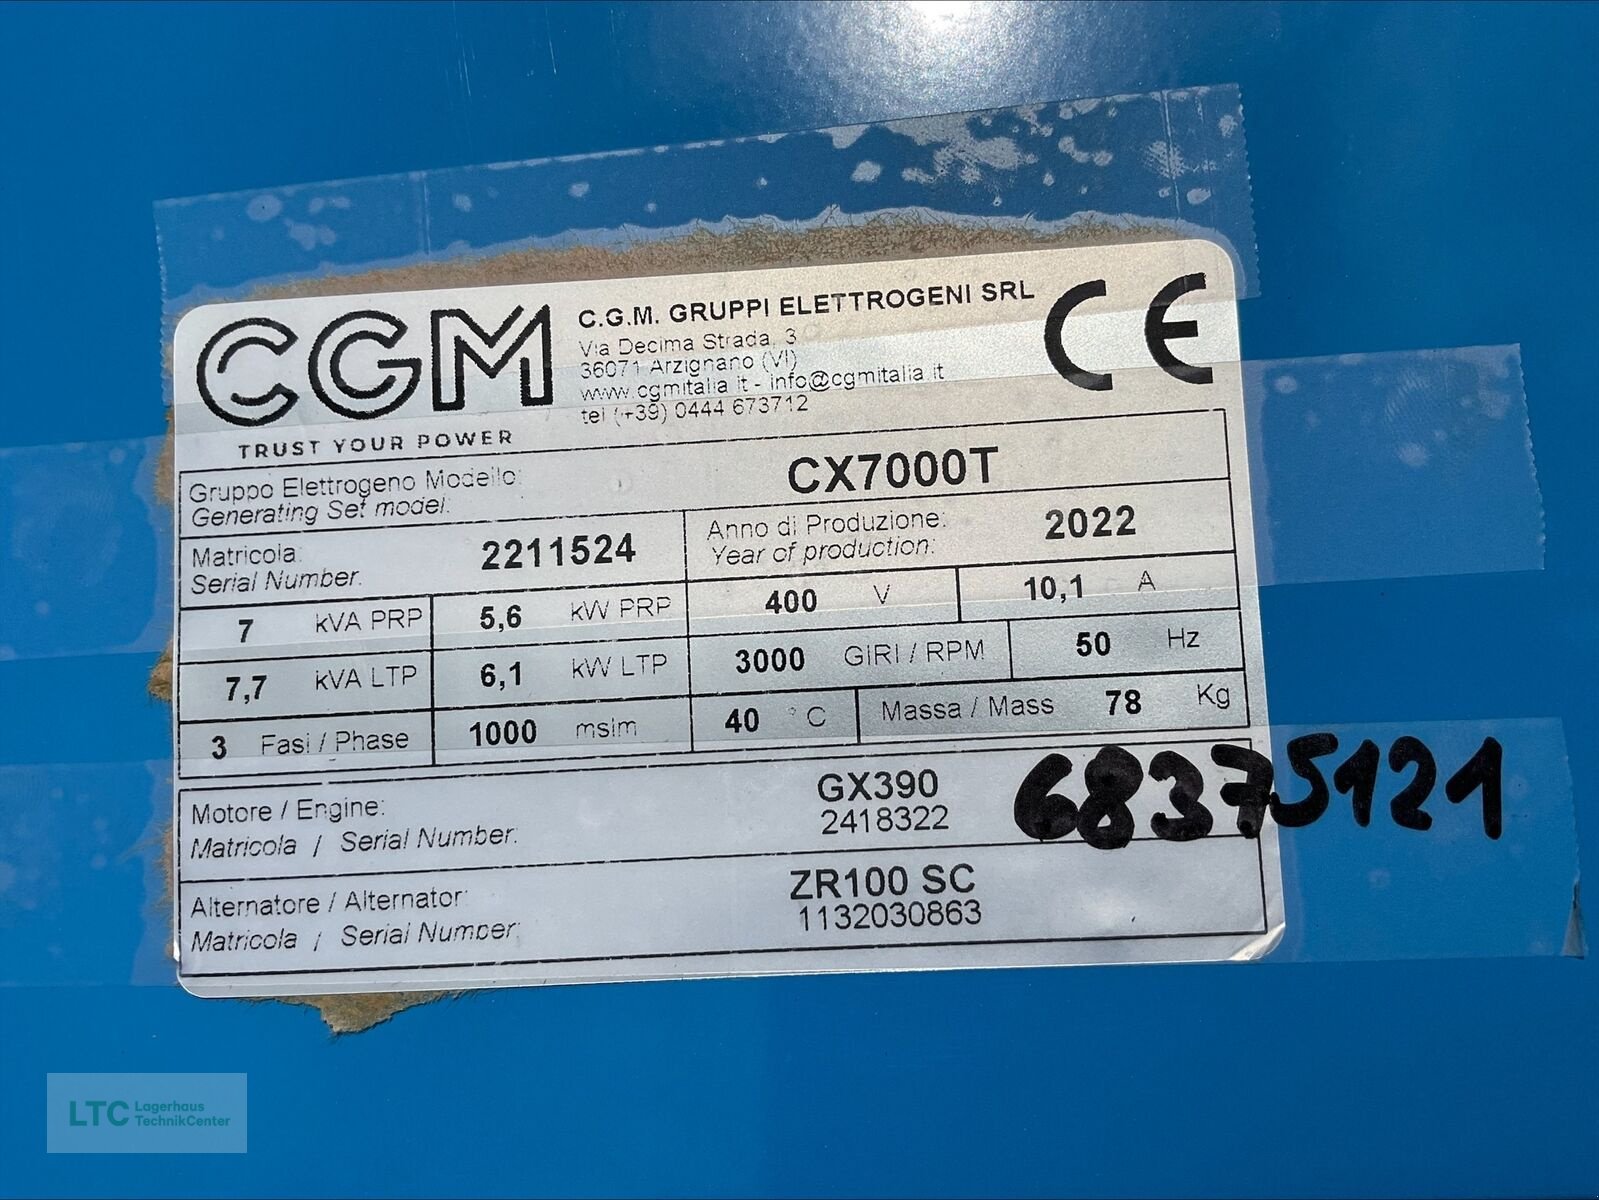 CGM
TRUST YOUR POWER
C.G.M. GRUPPI ELETTROGENI SRL
Via Decima Strada, 3
36071 Arzignano (VI)
www.cgmitalia.it - info@cgmitalia.it
tel (+39) 0444 673712
CE
Gruppo Elettrogeno Modello:
Generating Set model:
CX7000T
Matricola:
Serial Number:
2211524
Anno di Produzione:
Year of production:
2022
7 kVA PRP 5,6 kW PRP 400 V 10,1 A
7,7 kVA LTP 6,1 kW LTP 3000 GIRI / RPM 50 Hz
3 Fasi / Phase 1000 mslm 40 °C Massa / Mass 78 Kg
Motore / Engine: GX390
Matricola / Serial Number: 2418322
68375121
Alternatore / Alternator: ZR100 SC
Matricola / Serial Number: 1132030863
LTC Lagerhaus
TechnikCenter